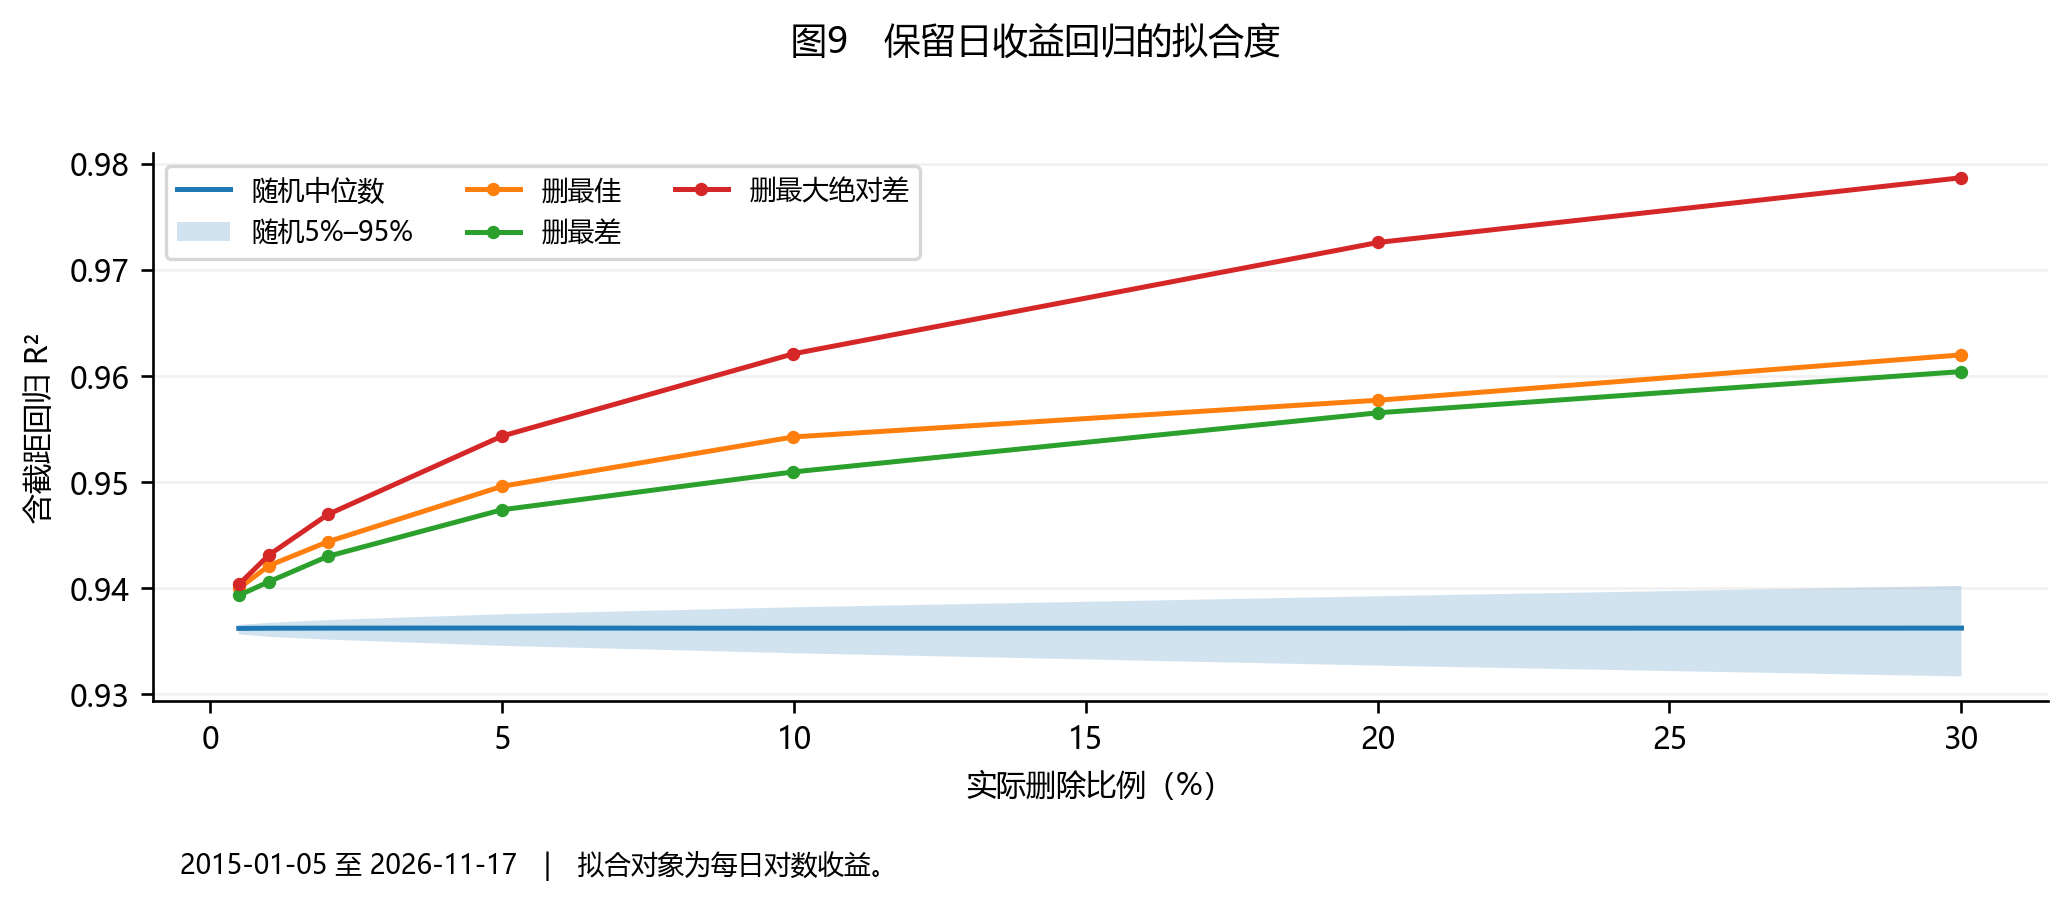 图9　保留日收益回归的拟合度
0.98
0.97
0.96
0.95
0.94
0.93
含截距回归 R²
随机中位数
随机5%–95%
删最佳
删最差
删最大绝对差
0 5 10 15 20 25 30
实际删除比例（%）
2015-01-05 至 2026-11-17 | 拟合对象为每日对数收益。